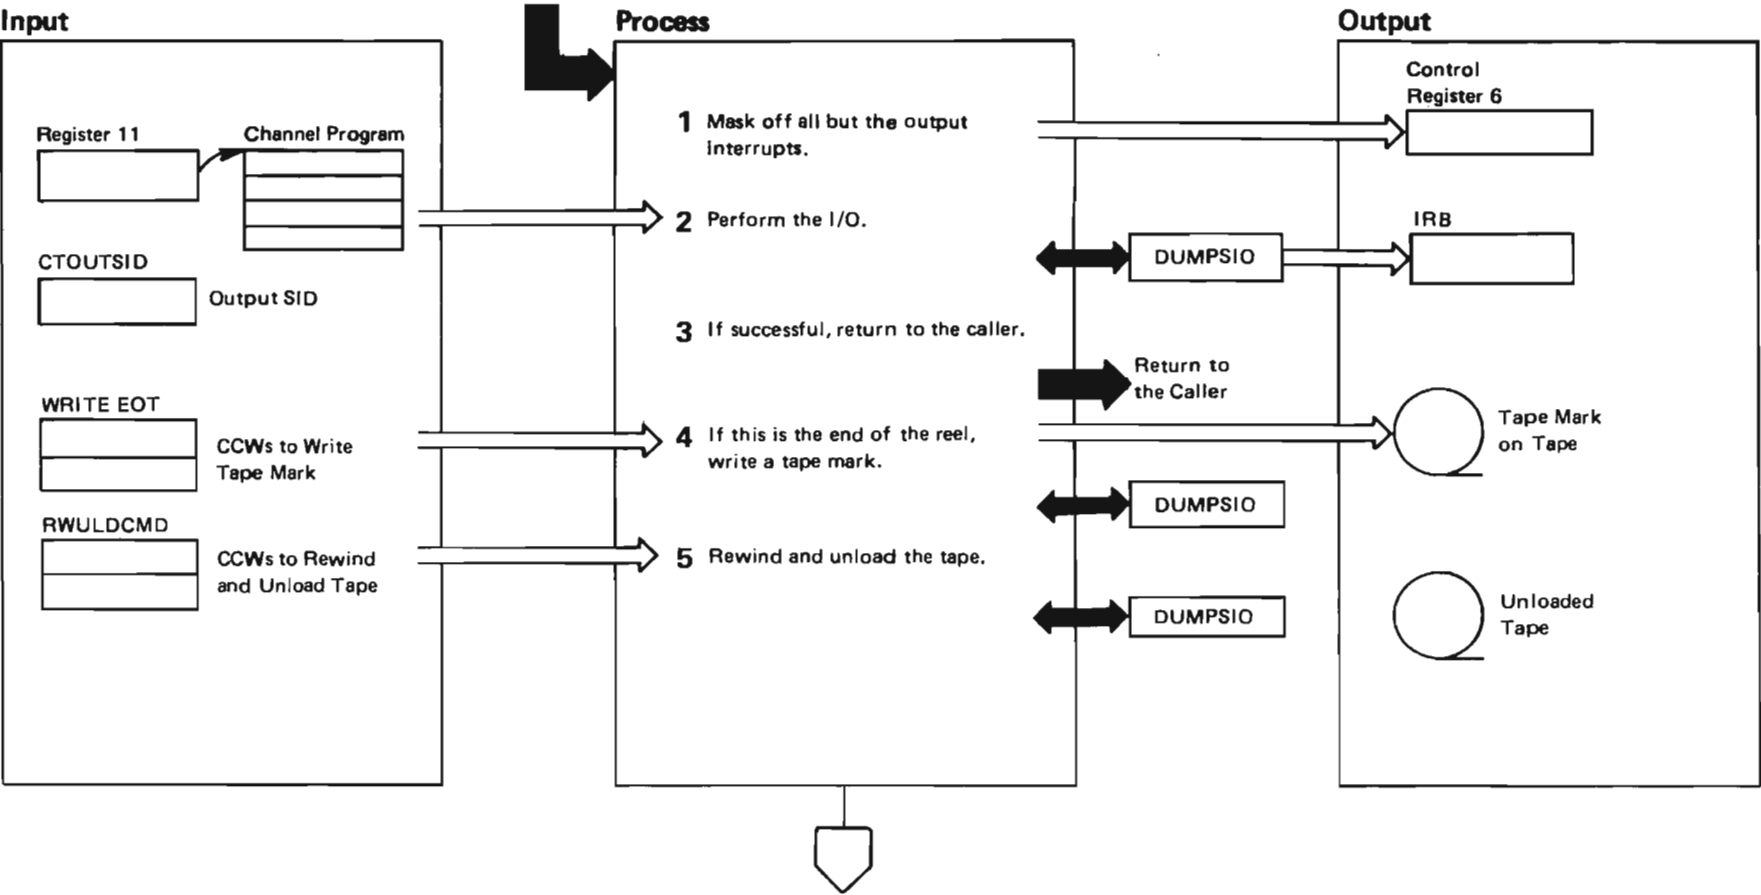 Input
Register 11
Channel Program
CTOUTSID
Output SID
WRITE EOT
CCWs to Write
Tape Mark
RWULDCMD
CCWs to Rewind
and Unload Tape
Process
1 Mask off all but the output
interrupts.
2 Perform the I/O.
DUMPSIO
3 If successful, return to the caller.
Return to
the Caller
4 If this is the end of the reel,
write a tape mark.
DUMPSIO
5 Rewind and unload the tape.
DUMPSIO
Output
Control
Register 6
IRB
Tape Mark
on Tape
Unloaded
Tape